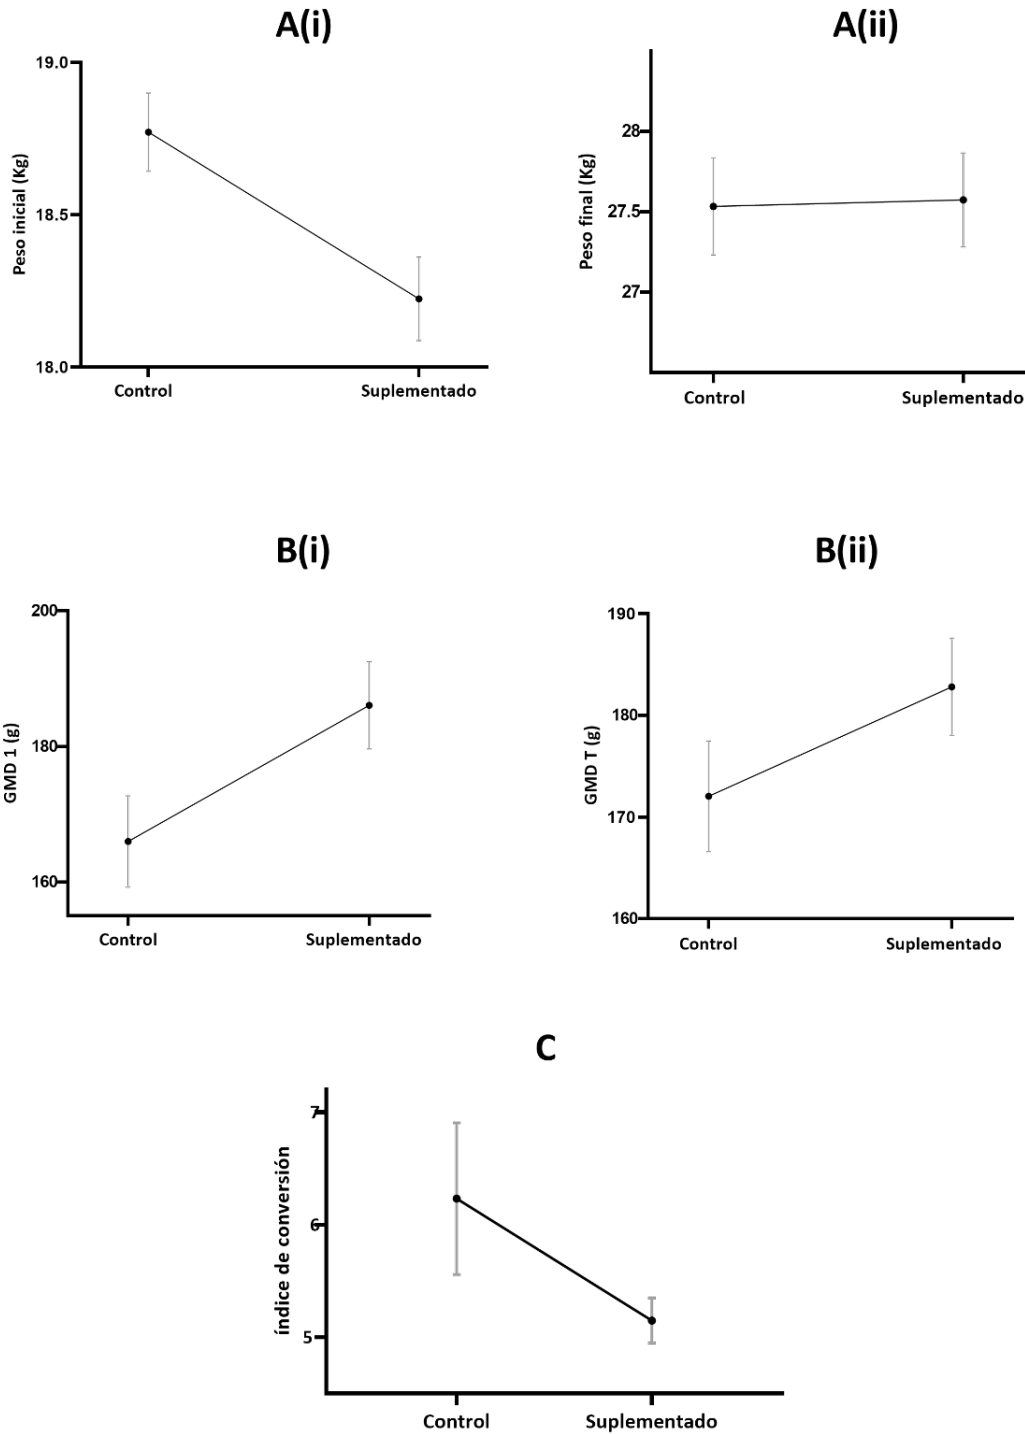 A(i)
19.0
18.5
18.0
Peso inicial (Kg)
Control
Suplementado
A(ii)
28
27.5
27
Peso final (Kg)
Control
Suplementado
B(i)
200
180
160
GMD 1 (g)
Control
Suplementado
B(ii)
190
180
170
160
GMD T (g)
Control
Suplementado
C
7
6
5
índice de conversión
Control
Suplementado